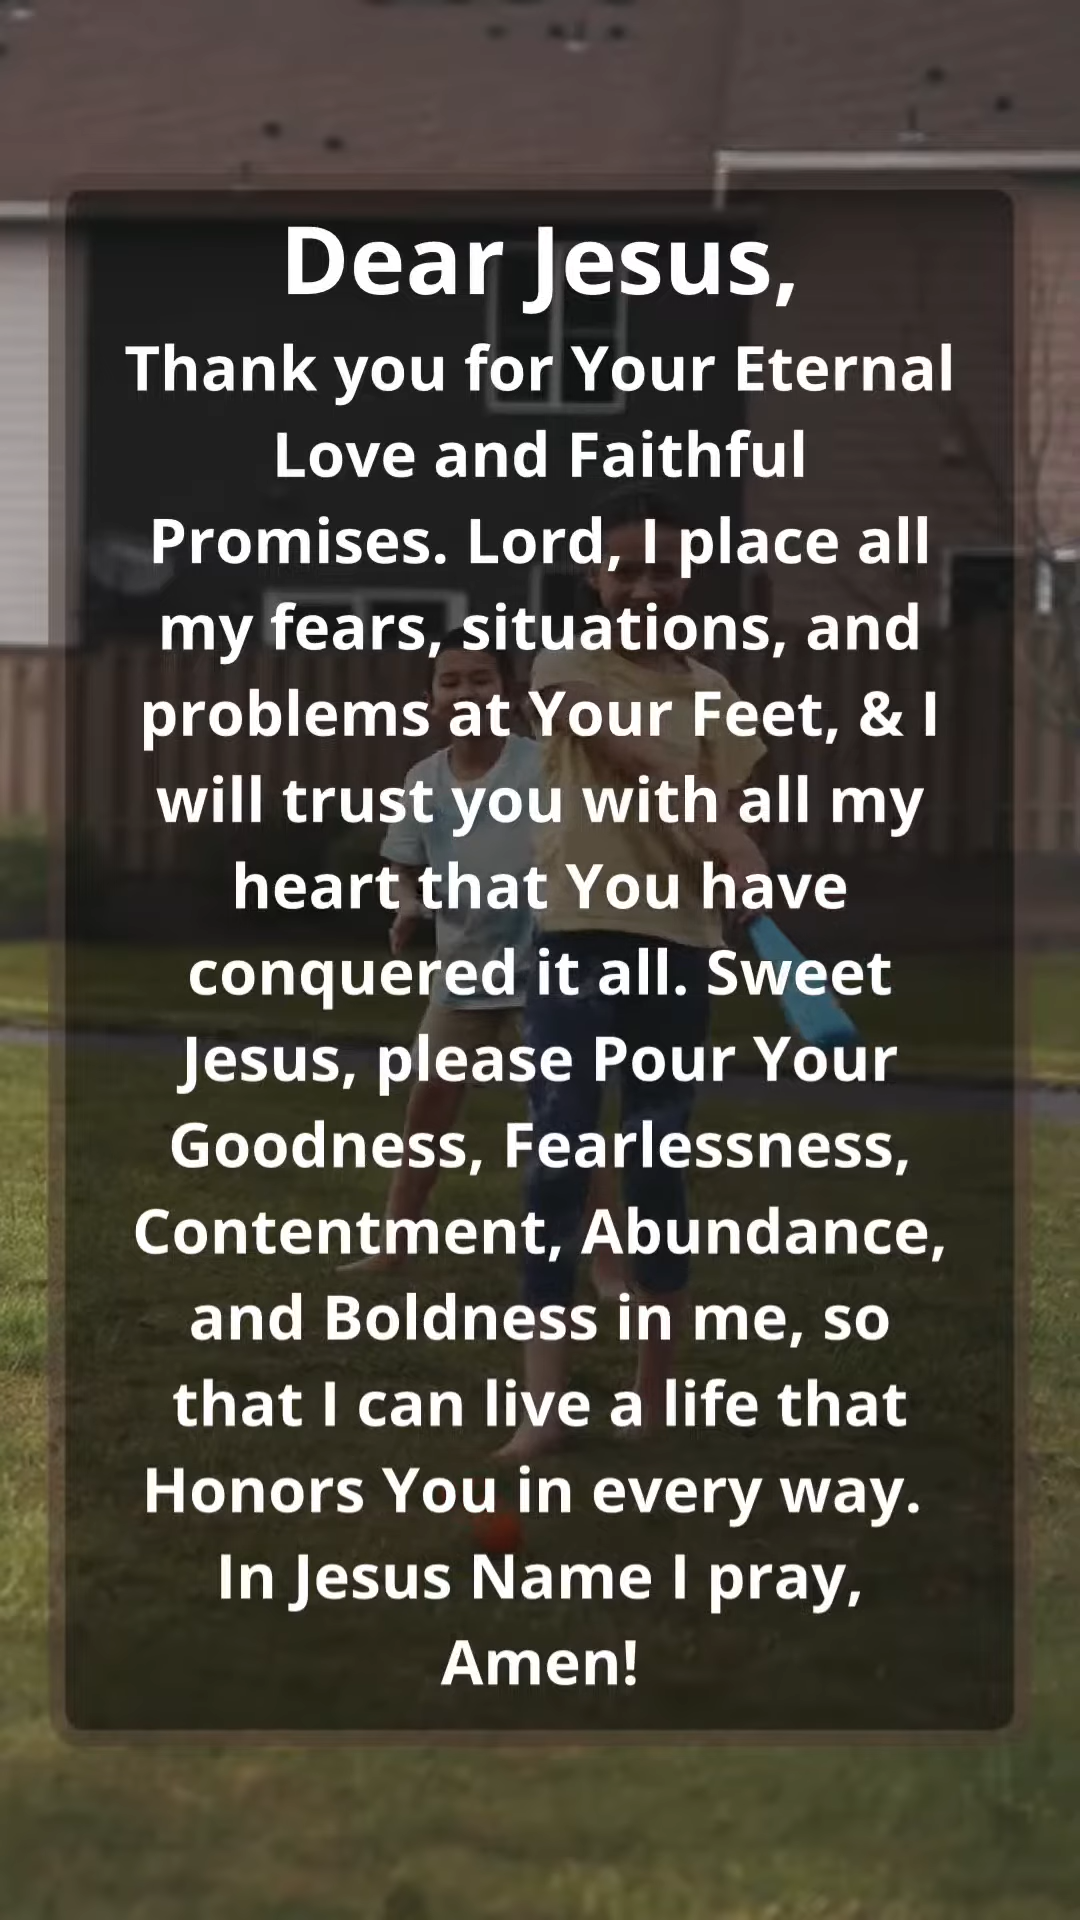 Dear Jesus,
Thank you for Your Eternal
Love and Faithful
Promises. Lord, I place all
my fears, situations, and
problems at Your Feet, & I
will trust you with all my
heart that You have
conquered it all. Sweet
Jesus, please Pour Your
Goodness, Fearlessness,
Contentment, Abundance,
and Boldness in me, so
that I can live a life that
Honors You in every way.
In Jesus Name I pray,
Amen!